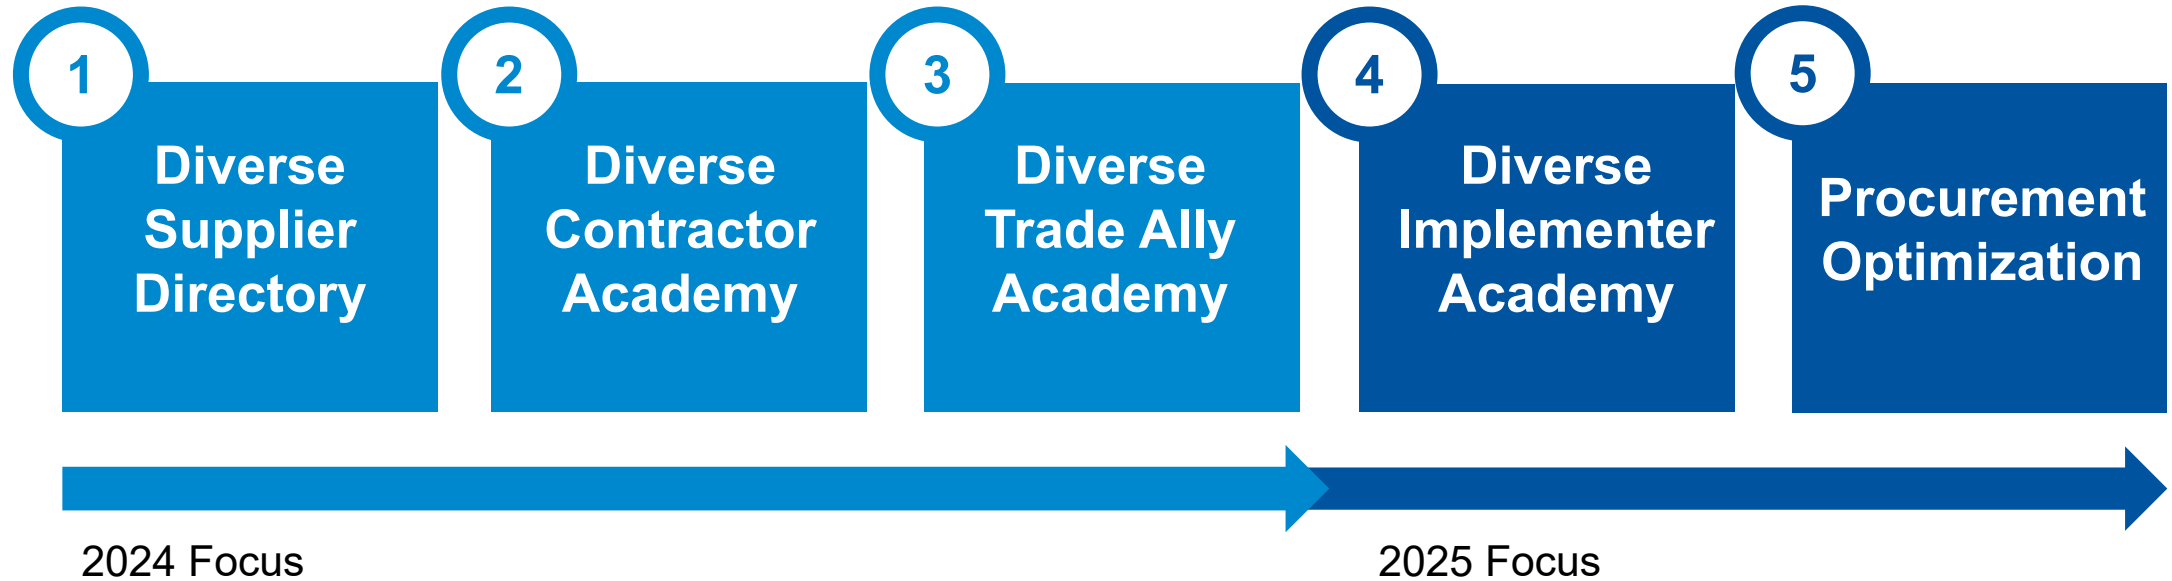 1
Diverse
Supplier
Directory
2
Diverse
Contractor
Academy
3
Diverse
Trade Ally
Academy
4
Diverse
Implementer
Academy
5
Procurement
Optimization
2024 Focus
2025 Focus